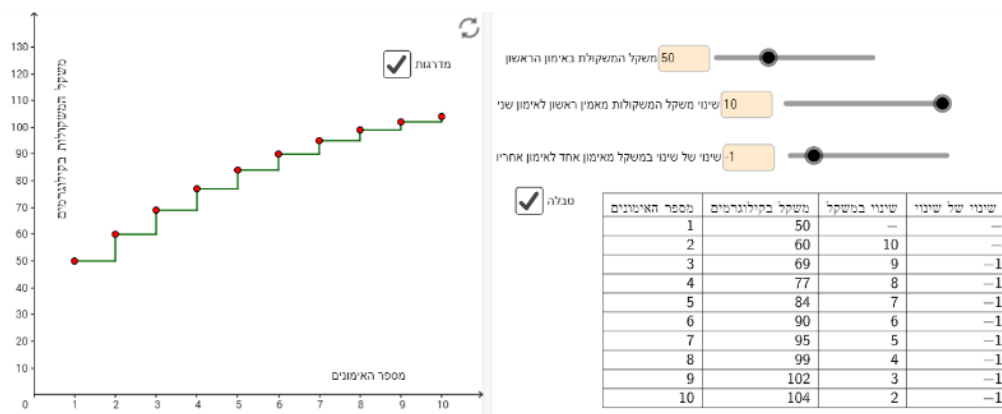 משקל המשקולות בקילוגרמים
130
120
110
100
90
80
70
60
50
40
30
20
10
0
1 2 3 4 5 6 7 8 9 10
מספר האימונים
מדרגות
משקל המשקולת באימון הראשון 50
שינוי משקל המשקולות מאמין ראשון לאימון שני 10
שינוי של שינוי במשקל מאימון אחד לאימון אחריו -1
טבלה
מספר האימונים משקל בקילוגרמים שינוי במשקל שינוי של שינוי
1 50 – –
2 60 10 –
3 69 9 −1
4 77 8 −1
5 84 7 −1
6 90 6 −1
7 95 5 −1
8 99 4 −1
9 102 3 −1
10 104 2 −1